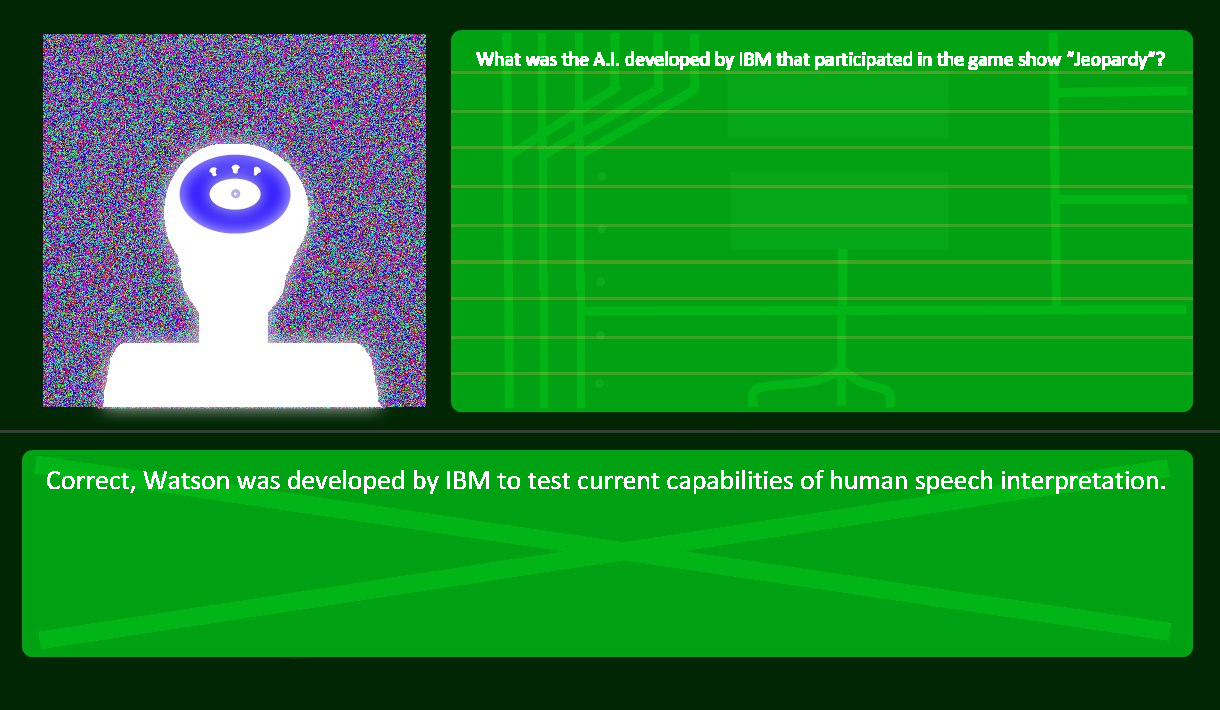 What was the A.I. developed by IBM that participated in the game show "Jeopardy"?
Correct, Watson was developed by IBM to test current capabilities of human speech interpretation.